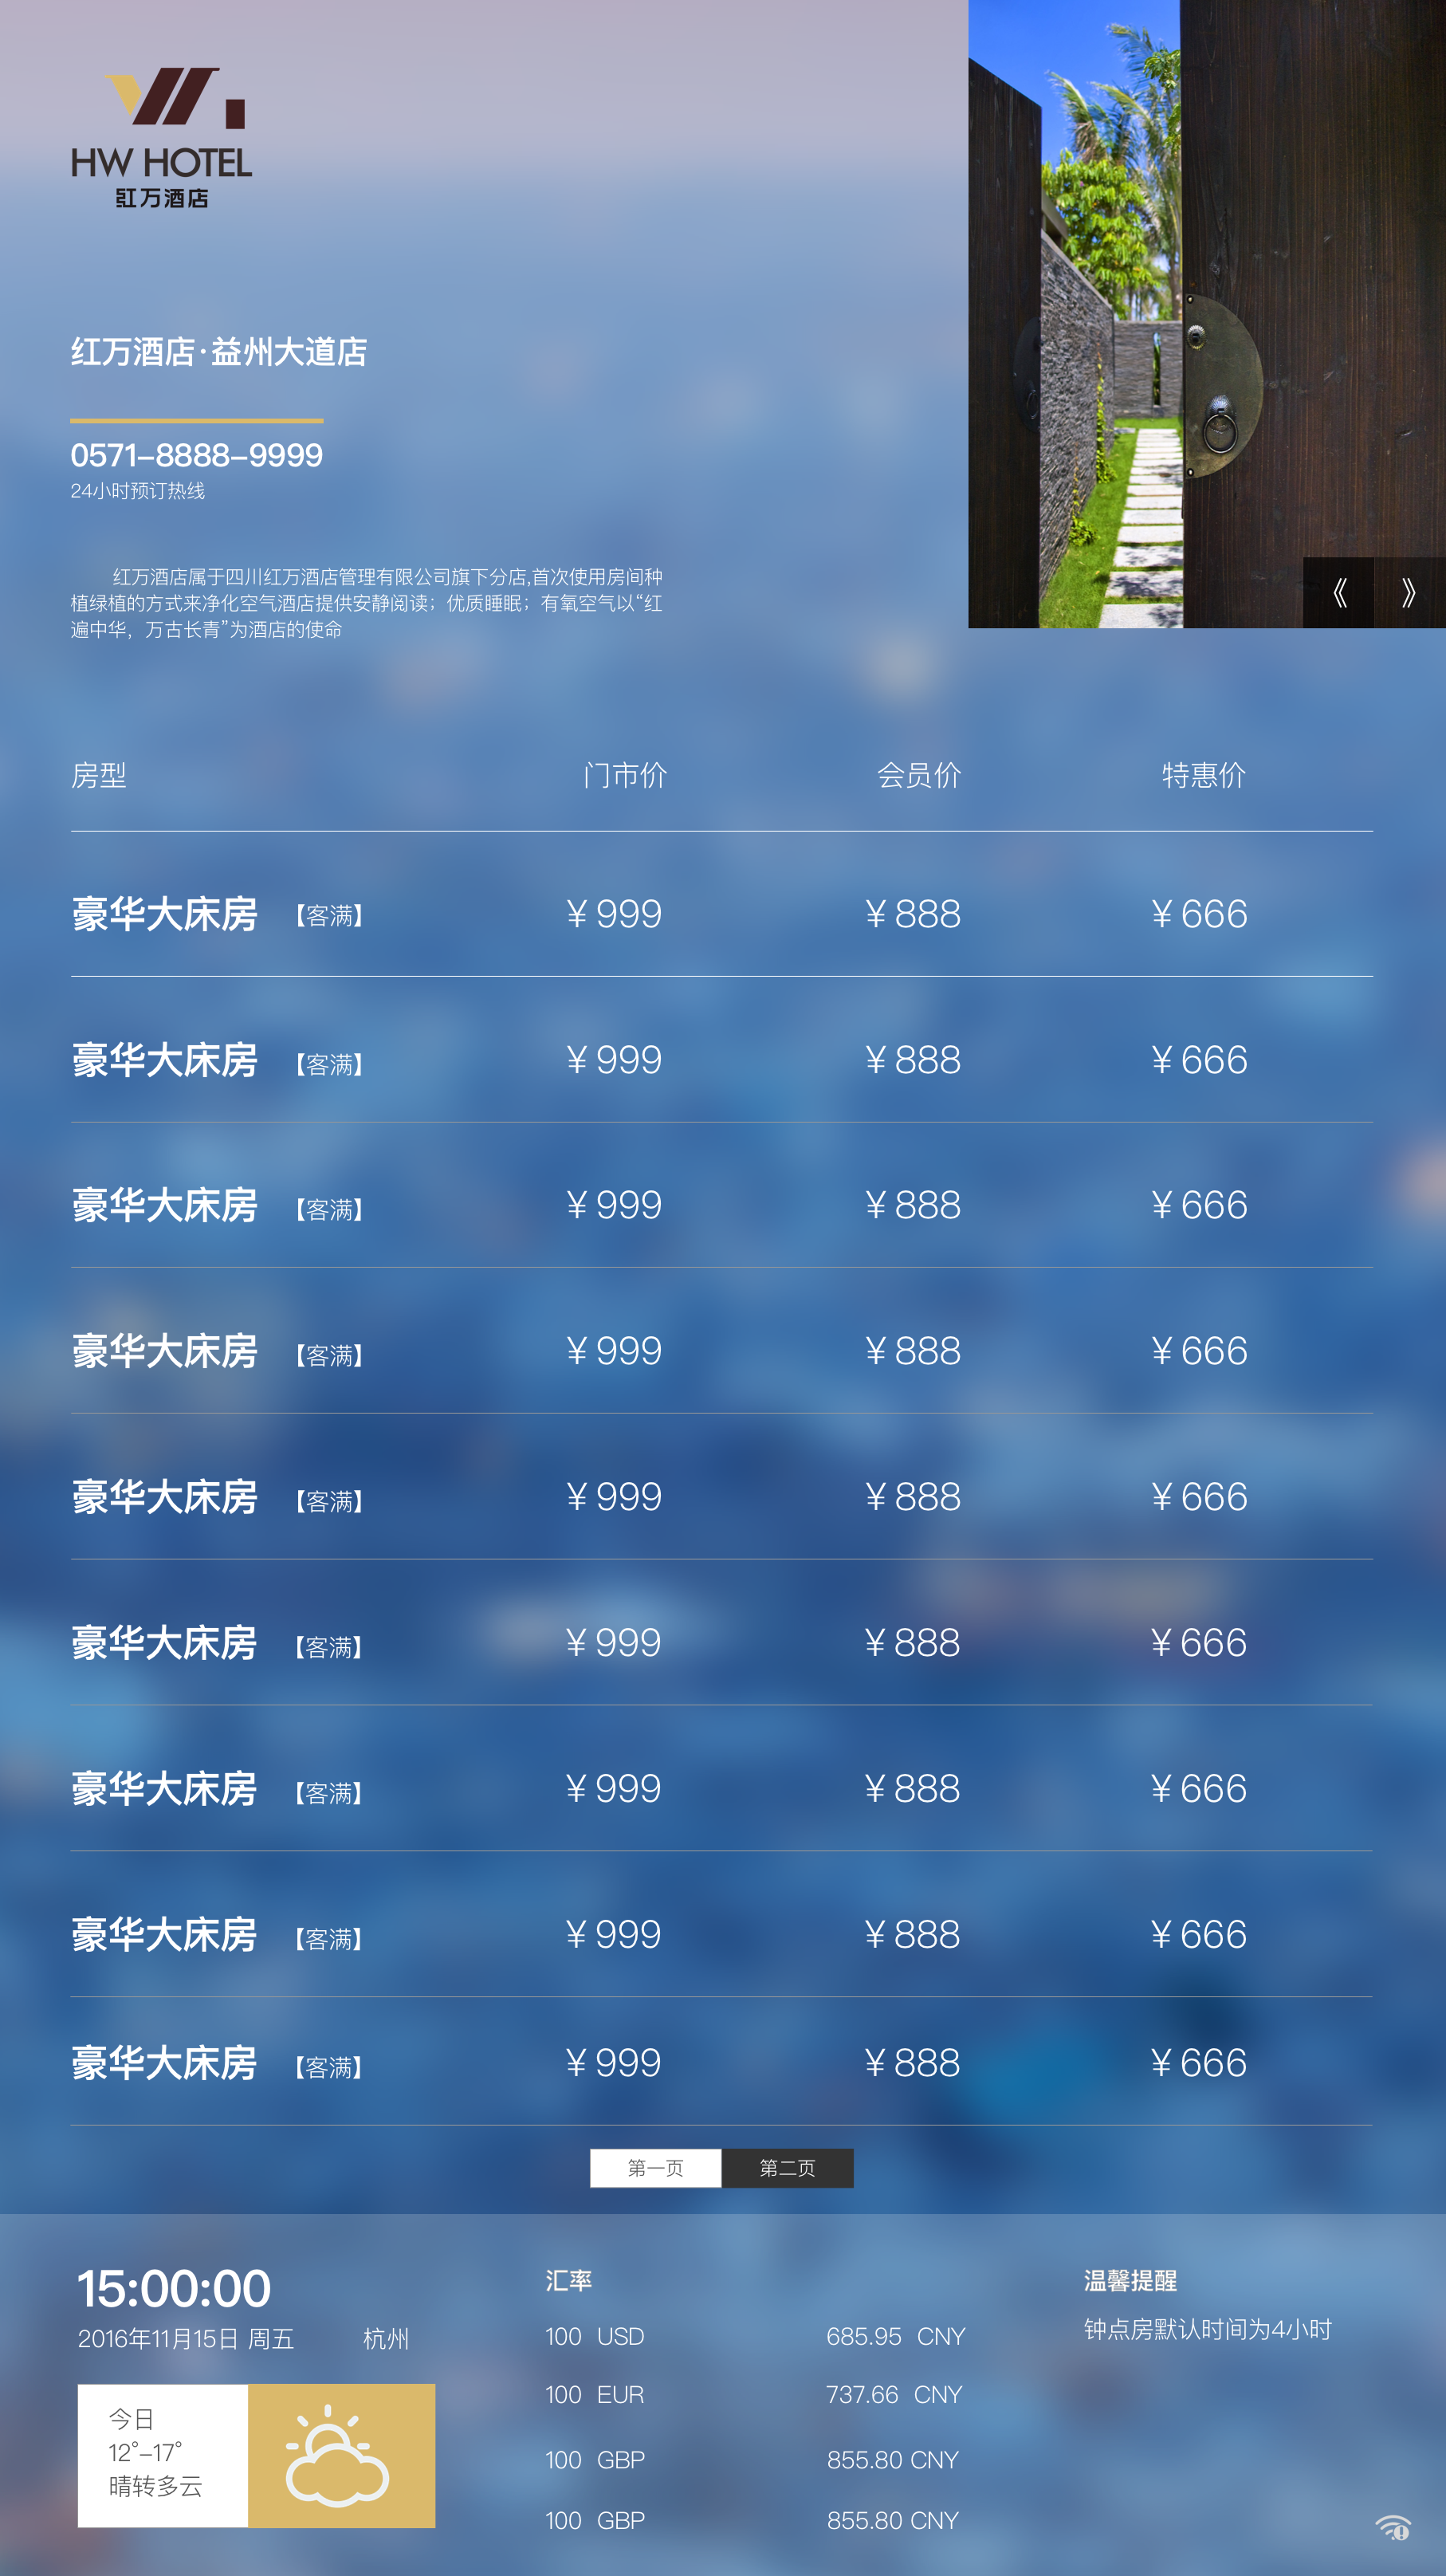 HW HOTEL
红万酒店
红万酒店·益州大道店
0571-8888-9999
24小时预订热线
红万酒店属于四川红万酒店管理有限公司旗下分店,首次使用房间种
植绿植的方式来净化空气酒店提供安静阅读；优质睡眠；有氧空气以“红
遍中华，万古长青”为酒店的使命
《 》
房型 门市价 会员价 特惠价
豪华大床房 【客满】 ¥999 ¥888 ¥666
豪华大床房 【客满】 ¥999 ¥888 ¥666
豪华大床房 【客满】 ¥999 ¥888 ¥666
豪华大床房 【客满】 ¥999 ¥888 ¥666
豪华大床房 【客满】 ¥999 ¥888 ¥666
豪华大床房 【客满】 ¥999 ¥888 ¥666
豪华大床房 【客满】 ¥999 ¥888 ¥666
豪华大床房 【客满】 ¥999 ¥888 ¥666
豪华大床房 【客满】 ¥999 ¥888 ¥666
第一页 第二页
15:00:00
2016年11月15日 周五 杭州
今日
12°-17°
晴转多云
汇率
100 USD 685.95 CNY
100 EUR 737.66 CNY
100 GBP 855.80 CNY
100 GBP 855.80 CNY
温馨提醒
钟点房默认时间为4小时